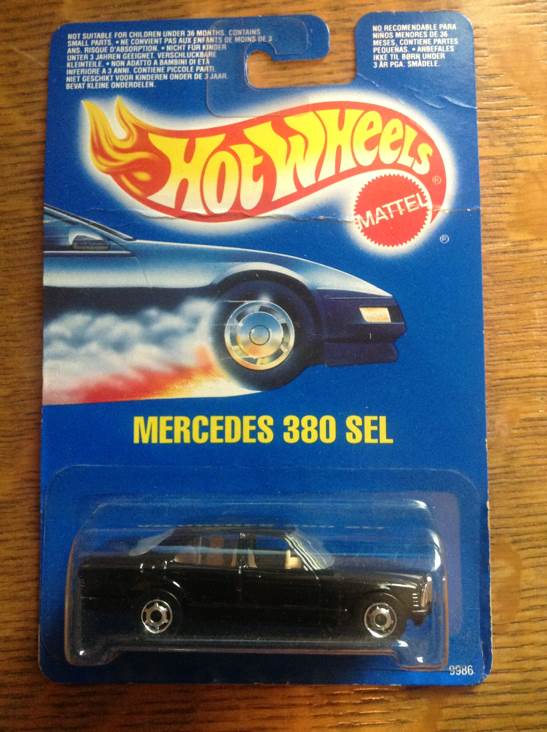 NOT SUITABLE FOR CHILDREN UNDER 36 MONTHS. CONTAINS
SMALL PARTS. • NE CONVIENT PAS AUX ENFANTS DE MOINS DE 3
ANS. RISQUE D'ABSORPTION. • NICHT FÜR KINDER
UNTER 3 JAHREN GEEIGNET. VERSCHLUCKBARE
KLEINTEILE. • NON ADATTO A BAMBINI DI ETÀ
INFERIORE A 3 ANNI. CONTIENE PICCOLE PARTI.
NIET GESCHIKT VOOR KINDEREN ONDER DE 3 JAAR.
BEVAT KLEINE ONDERDELEN.
NO RECOMENDABLE PARA
NINOS MENORES DE 36
MESES, CONTIENE PARTES
PEQUENAS. • ANBEFALES
IKKE TIL BØRN UNDER
3 ÅR PGA. SMÅDELE.
HOT WHEELS
®
MATTEL
®
MERCEDES 380 SEL
9986